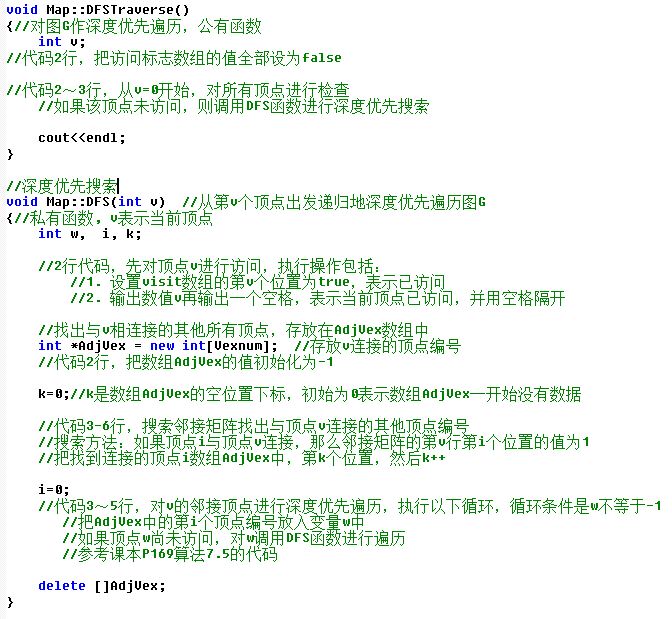 void Map::DFSTraverse()
{//对图G作深度优先遍历，公有函数
int v;
//代码2行，把访问标志数组的值全部设为false
//代码2～3行，从v=0开始，对所有顶点进行检查
//如果该顶点未访问，则调用DFS函数进行深度优先搜索
cout<<endl;
}
//深度优先搜索
void Map::DFS(int v)  //从第v个顶点出发递归地深度优先遍历图G
{//私有函数，v表示当前顶点
int w,  i, k;
//2行代码，先对顶点v进行访问，执行操作包括：
//1. 设置visit数组的第v个位置为true，表示已访问
//2. 输出数值v再输出一个空格，表示当前顶点已访问，并用空格隔开
//找出与v相连接的其他所有顶点，存放在AdjVex数组中
int *AdjVex = new int[Vexnum];  //存放v连接的顶点编号
//代码2行，把数组AdjVex的值初始化为-1
k=0;//k是数组AdjVex的空位置下标，初始为0表示数组AdjVex一开始没有数据
//代码3-6行，搜索邻接矩阵找出与顶点v连接的其他顶点编号
//搜索方法：如果顶点i与顶点v连接，那么邻接矩阵的第v行第i个位置的值为1
//把找到连接的顶点i数组AdjVex中，第k个位置，然后k++
i=0;
//代码3～5行，对v的邻接顶点进行深度优先遍历，执行以下循环，循环条件是w不等于-1
//把AdjVex中的第i个顶点编号放入变量w中
//如果顶点w尚未访问，对w调用DFS函数进行遍历
//参考课本P169算法7.5的代码
delete []AdjVex;
}